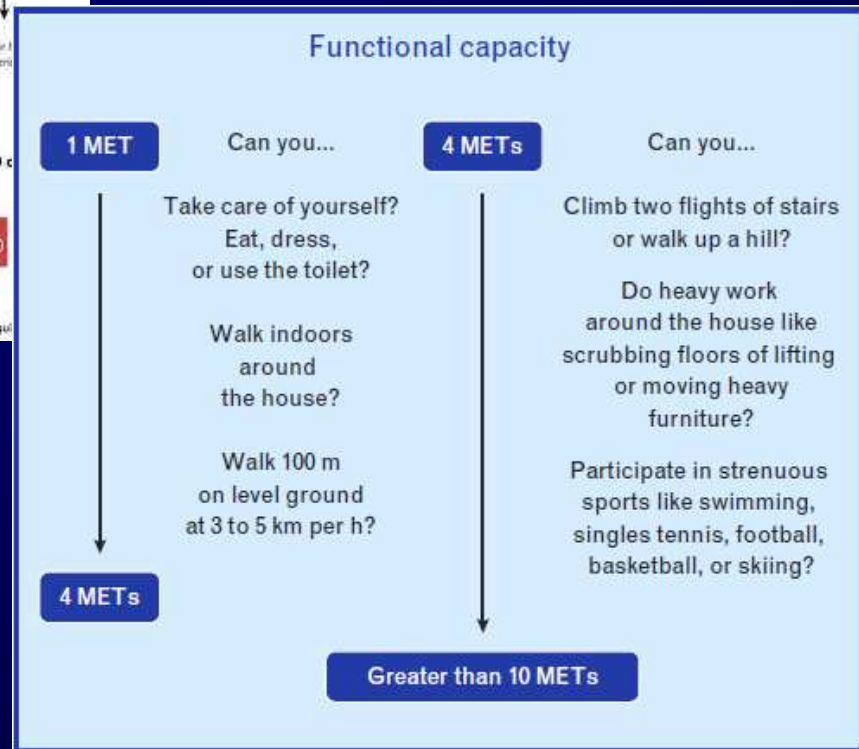 Functional capacity
1 MET
Can you...
Take care of yourself?
Eat, dress,
or use the toilet?
Walk indoors
around
the house?
Walk 100 m
on level ground
at 3 to 5 km per h?
4 METs
4 METs
Can you...
Climb two flights of stairs
or walk up a hill?
Do heavy work
around the house like
scrubbing floors of lifting
or moving heavy
furniture?
Participate in strenuous
sports like swimming,
singles tennis, football,
basketball, or skiing?
Greater than 10 METs